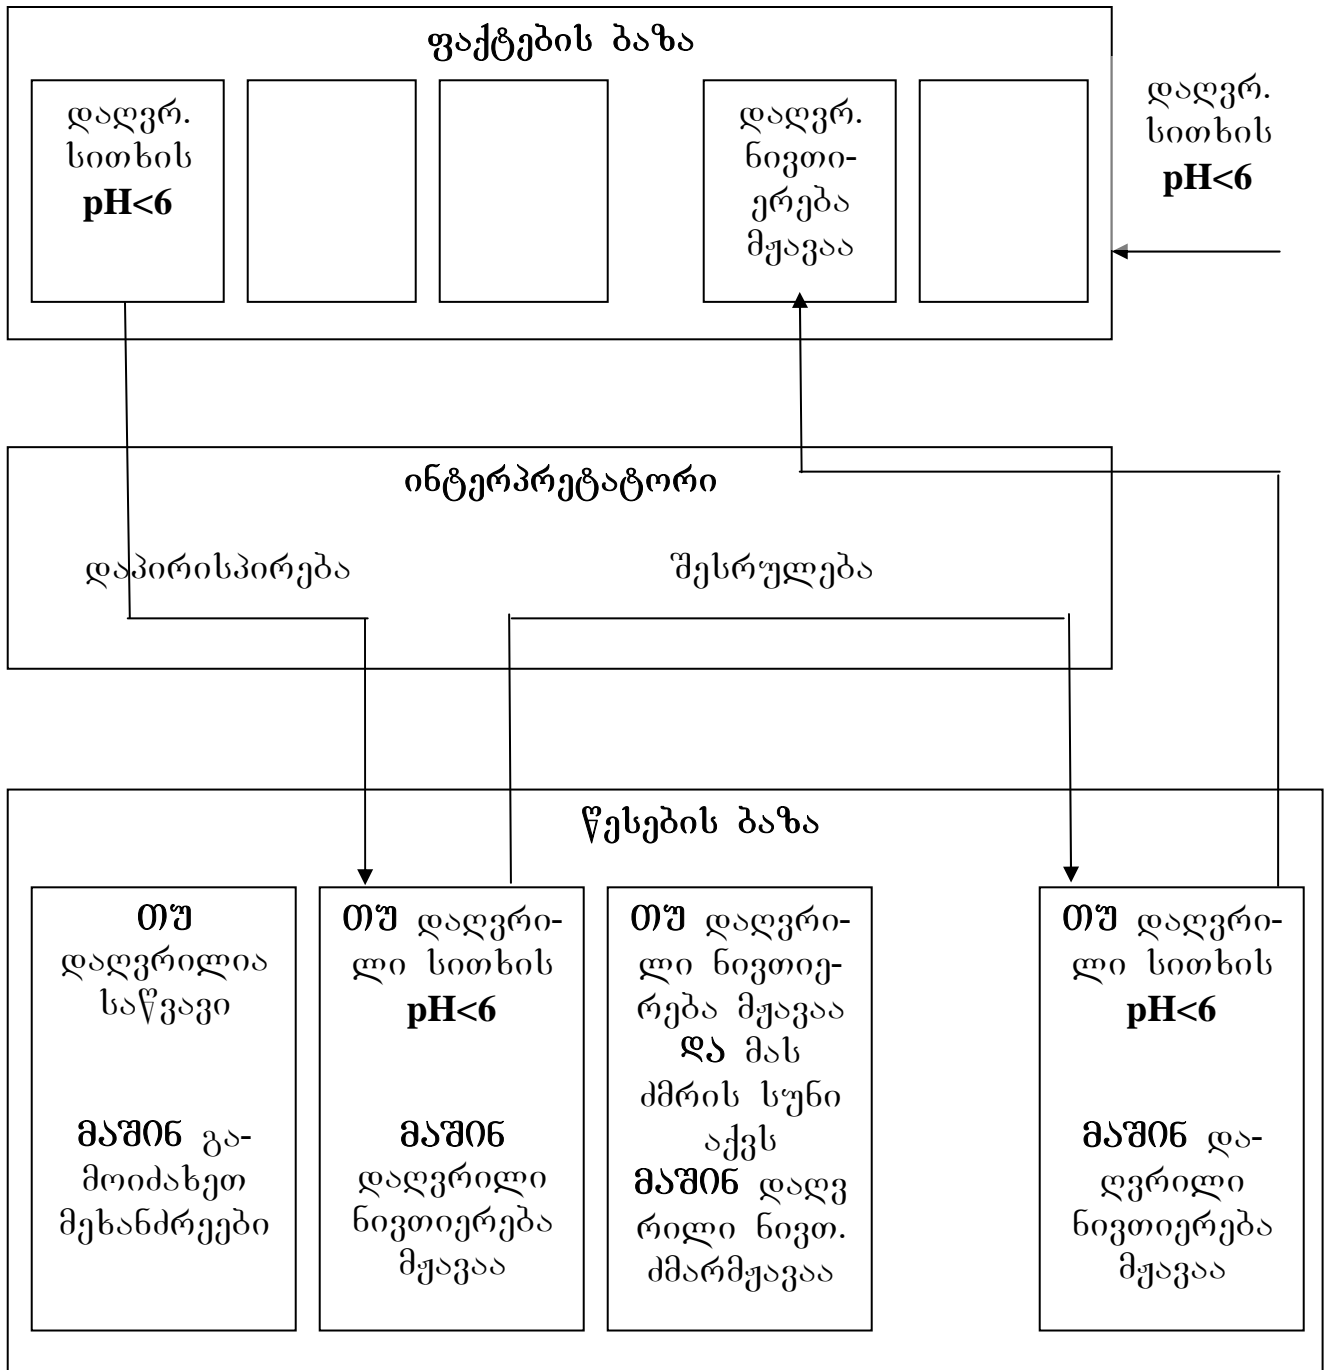 ფაქტების ბაზა
დაღვრ.
სითხის
pH<6
დაღვრ.
ნივთი-
ერება
მჟავაა
დაღვრ.
სითხის
pH<6
ინტერპრეტატორი
დაპირისპირება
შესრულება
წესების ბაზა
თუ
დაღვრილია
საწვავი
მაშინ გა-
მოიძახეთ
მეხანძრეები
თუ დაღვრი-
ლი სითხის
pH<6
მაშინ
დაღვრილი
ნივთიერება
მჟავაა
თუ დაღვრი-
ლი ნივთიე-
რება მჟავაა
და მას
ძმრის სუნი
აქვს
მაშინ დაღვ
რილი ნივთ.
ძმარმჟავაა
თუ დაღვრი-
ლი სითხის
pH<6
მაშინ და-
ღვრილი
ნივთიერება
მჟავაა